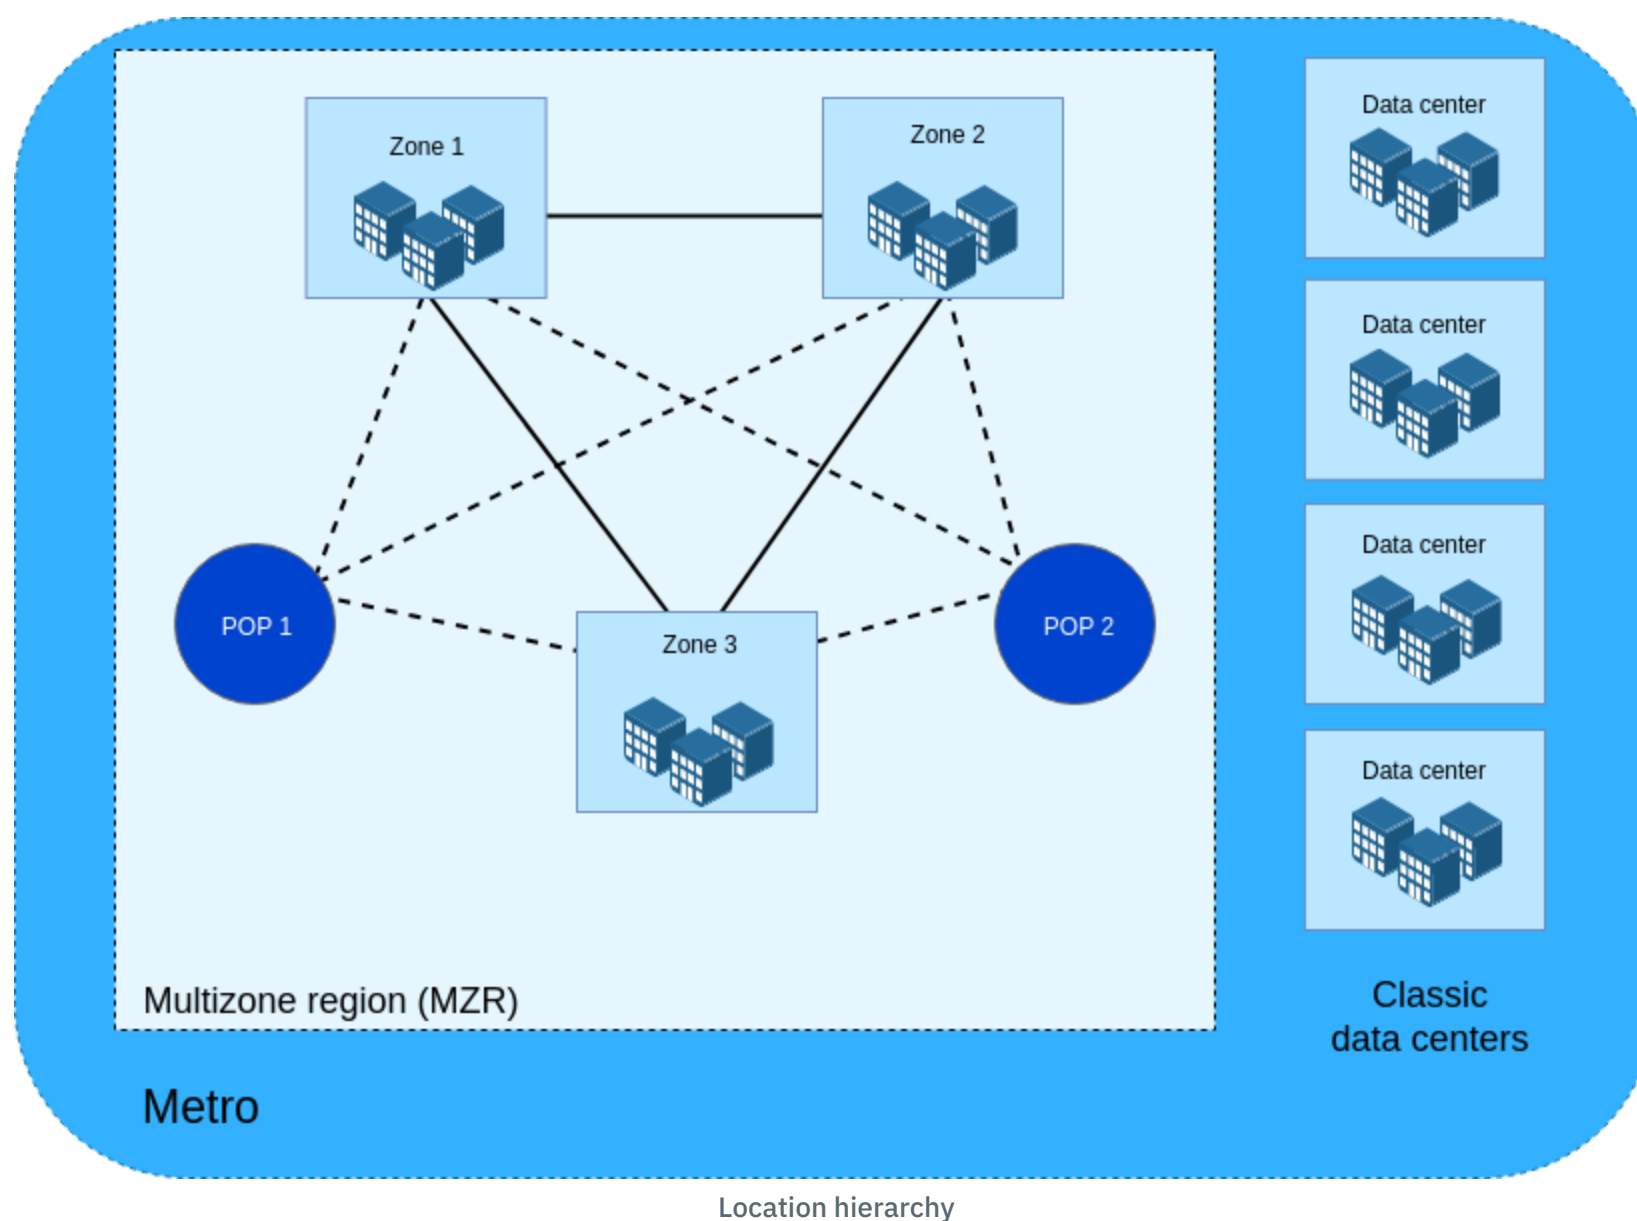 Zone 1
Zone 2
POP 1
POP 2
Zone 3
Multizone region (MZR)
Data center
Data center
Data center
Data center
Classic
data centers
Metro
Location hierarchy